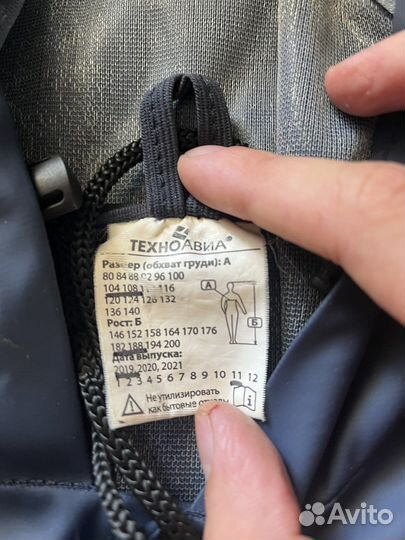 ТЕХНОАВИА®
Размер (обхват груди): А
80 84 88 92 96 100
104 108 116
120 124 128 132
136 140
Рост: Б
146 152 158 164 170 176
182 188 194 200
Дата выпуска:
2019, 2020, 2021
1 2 3 4 5 6 7 8 9 10 11 12
Не утилизировать
как бытовые отходы
А
Б
Avito